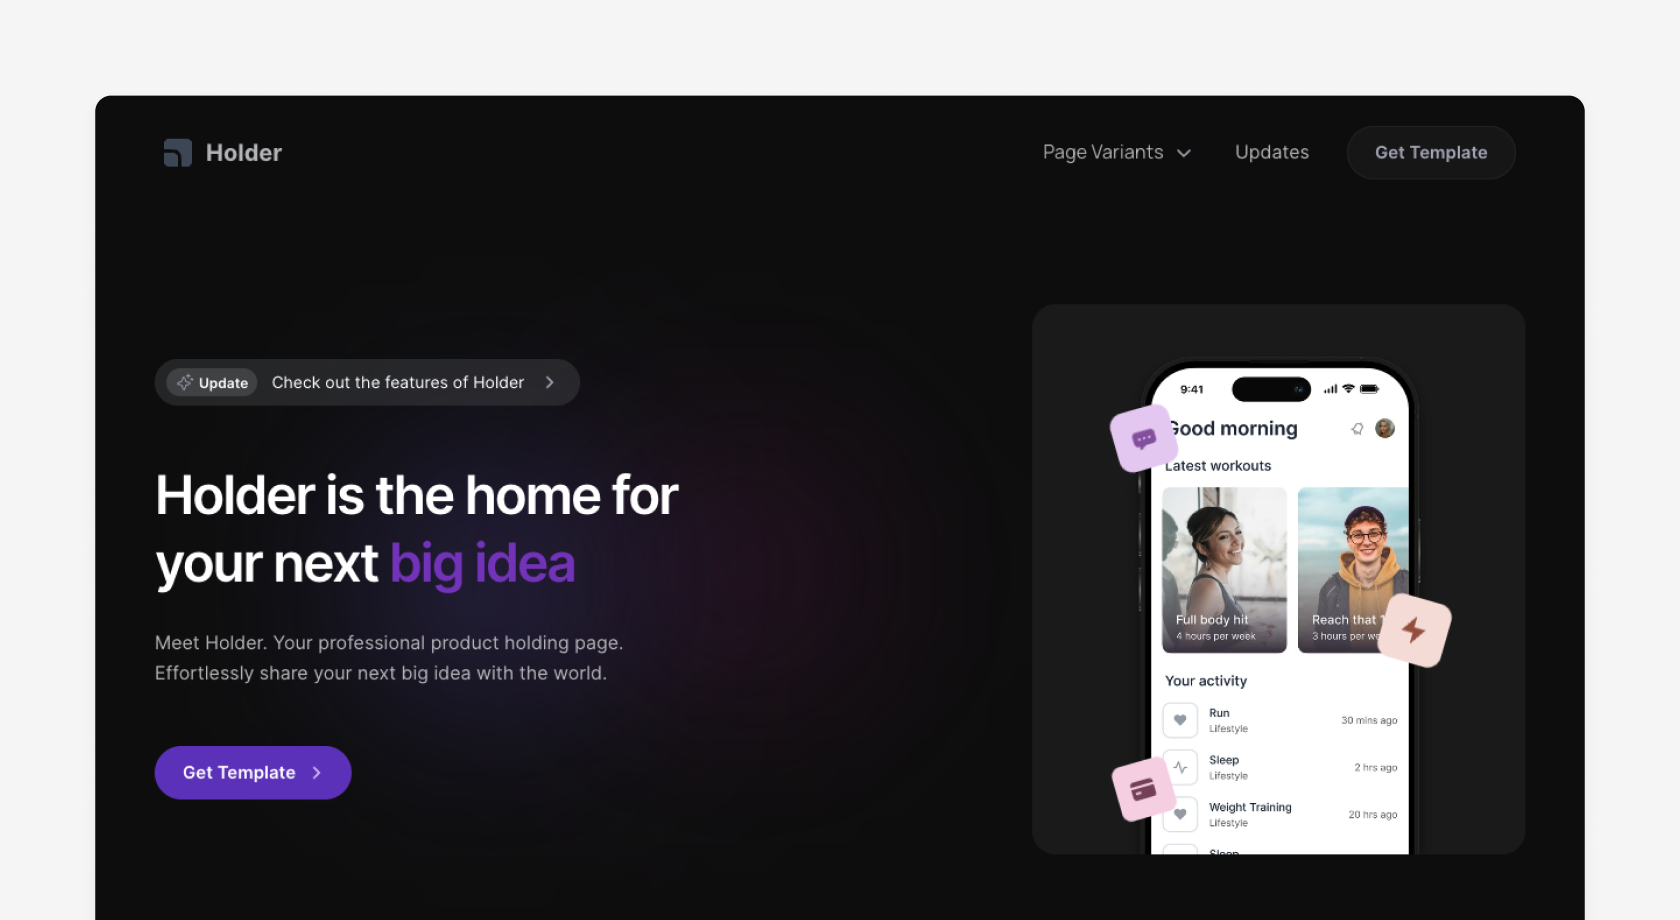 Holder
Page Variants
Updates
Get Template
Update
Check out the features of Holder
Holder is the home for
your next big idea
Meet Holder. Your professional product holding page.
Effortlessly share your next big idea with the world.
Get Template
9:41
Good morning
Latest workouts
Full body hit
4 hours per week
Reach that
3 hours per we
Your activity
Run
Lifestyle
30 mins ago
Sleep
Lifestyle
2 hrs ago
Weight Training
Lifestyle
20 hrs ago
Sleep